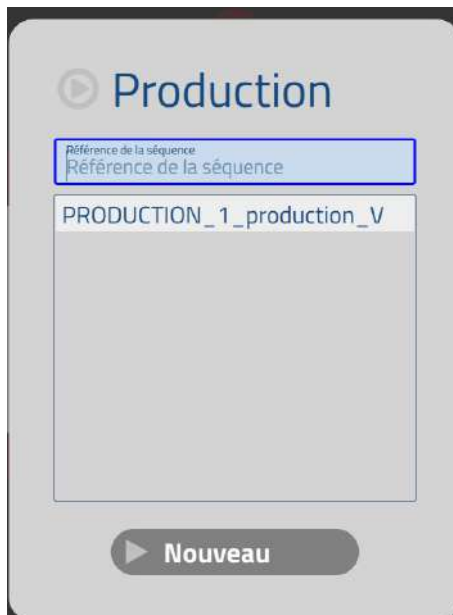 Production
Référence de la séquence
Référence de la séquence
PRODUCTION_1_production_V
Nouveau